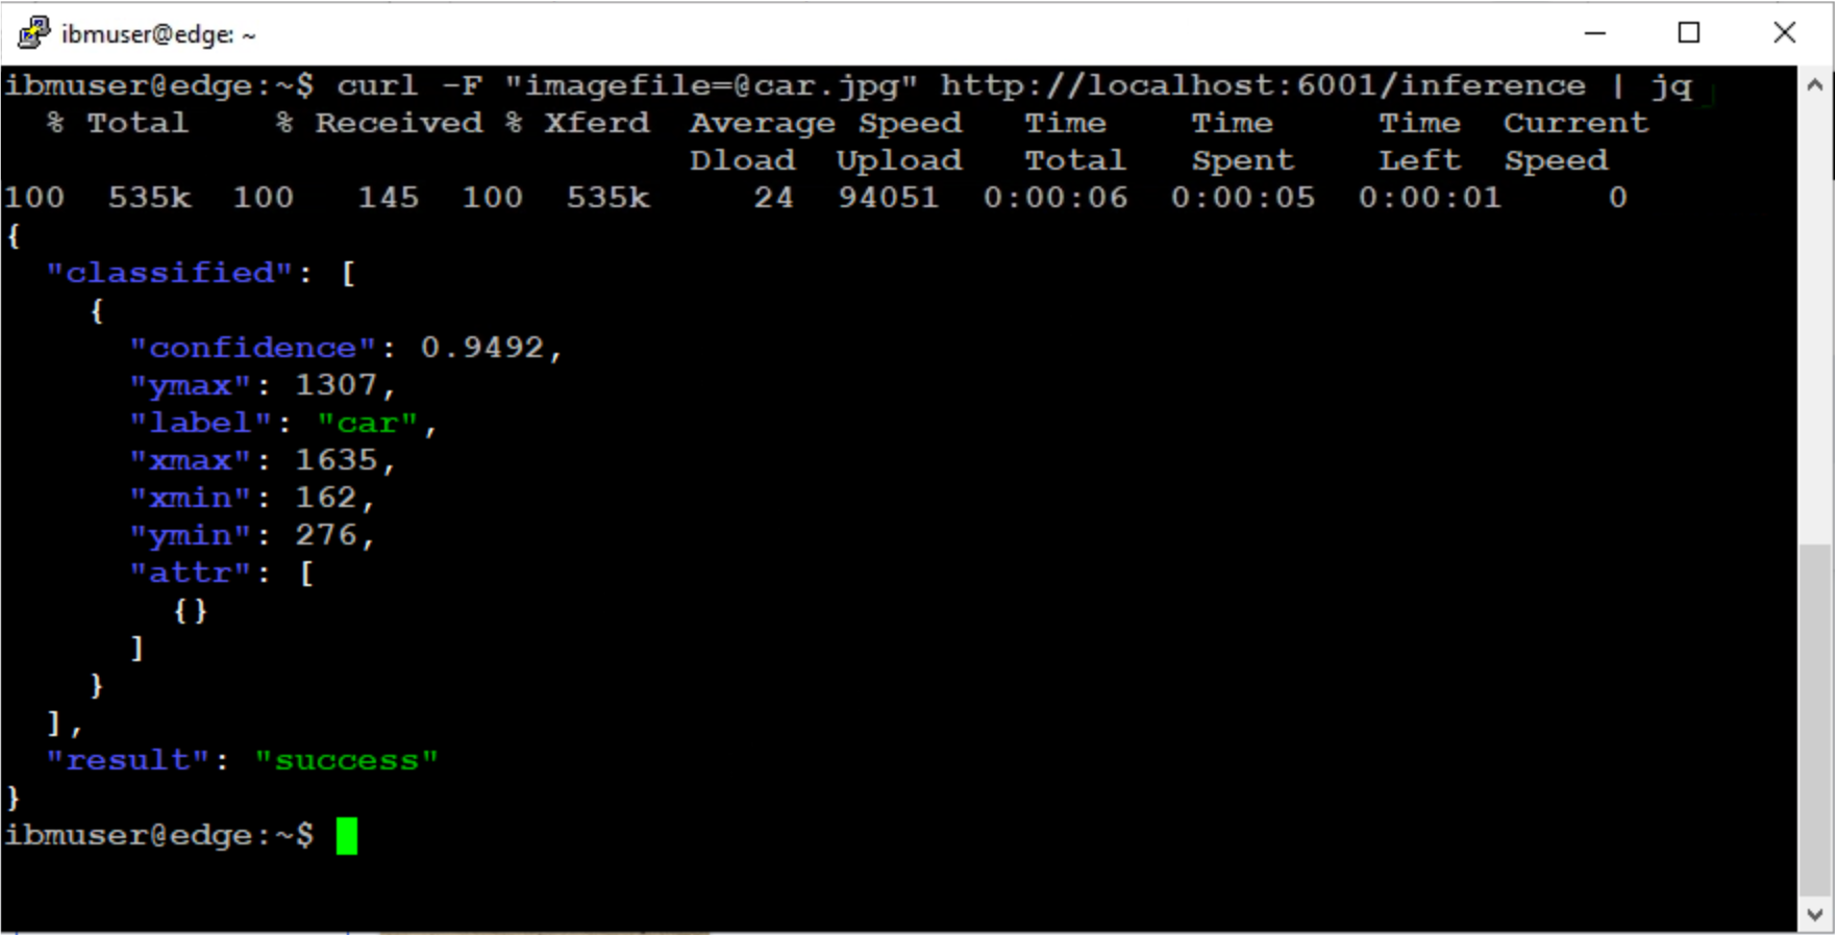 ibmuser@edge: ~
ibmuser@edge:~$ curl -F "imagefile=@car.jpg" http://localhost:6001/inference | jq
  % Total    % Received % Xferd  Average Speed   Time    Time     Time  Current
                                 Dload  Upload   Total   Spent    Left  Speed
100  535k  100   145  100  535k     24  94051  0:00:06  0:00:05  0:00:01     0
{
  "classified": [
    {
      "confidence": 0.9492,
      "ymax": 1307,
      "label": "car",
      "xmax": 1635,
      "xmin": 162,
      "ymin": 276,
      "attr": [
        {}
      ]
    }
  ],
  "result": "success"
}
ibmuser@edge:~$